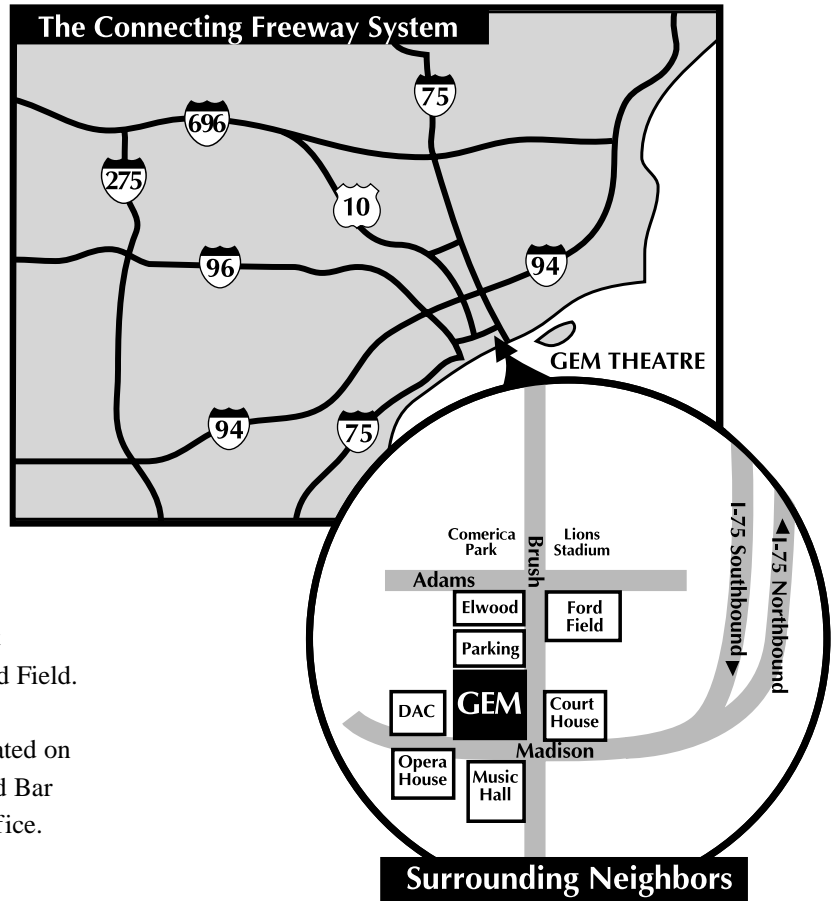 The Connecting Freeway System
75
696
275
10
96
94
GEM THEATRE
94
75
Comerica
Park
Lions
Stadium
Brush
Adams
I-75 Southbound
I-75 Northbound
Elwood
Ford
Field
Parking
d Field.
GEM
DAC
Court
House
ated on
Madison
Opera
House
Music
Hall
d Bar
fice.
Surrounding Neighbors